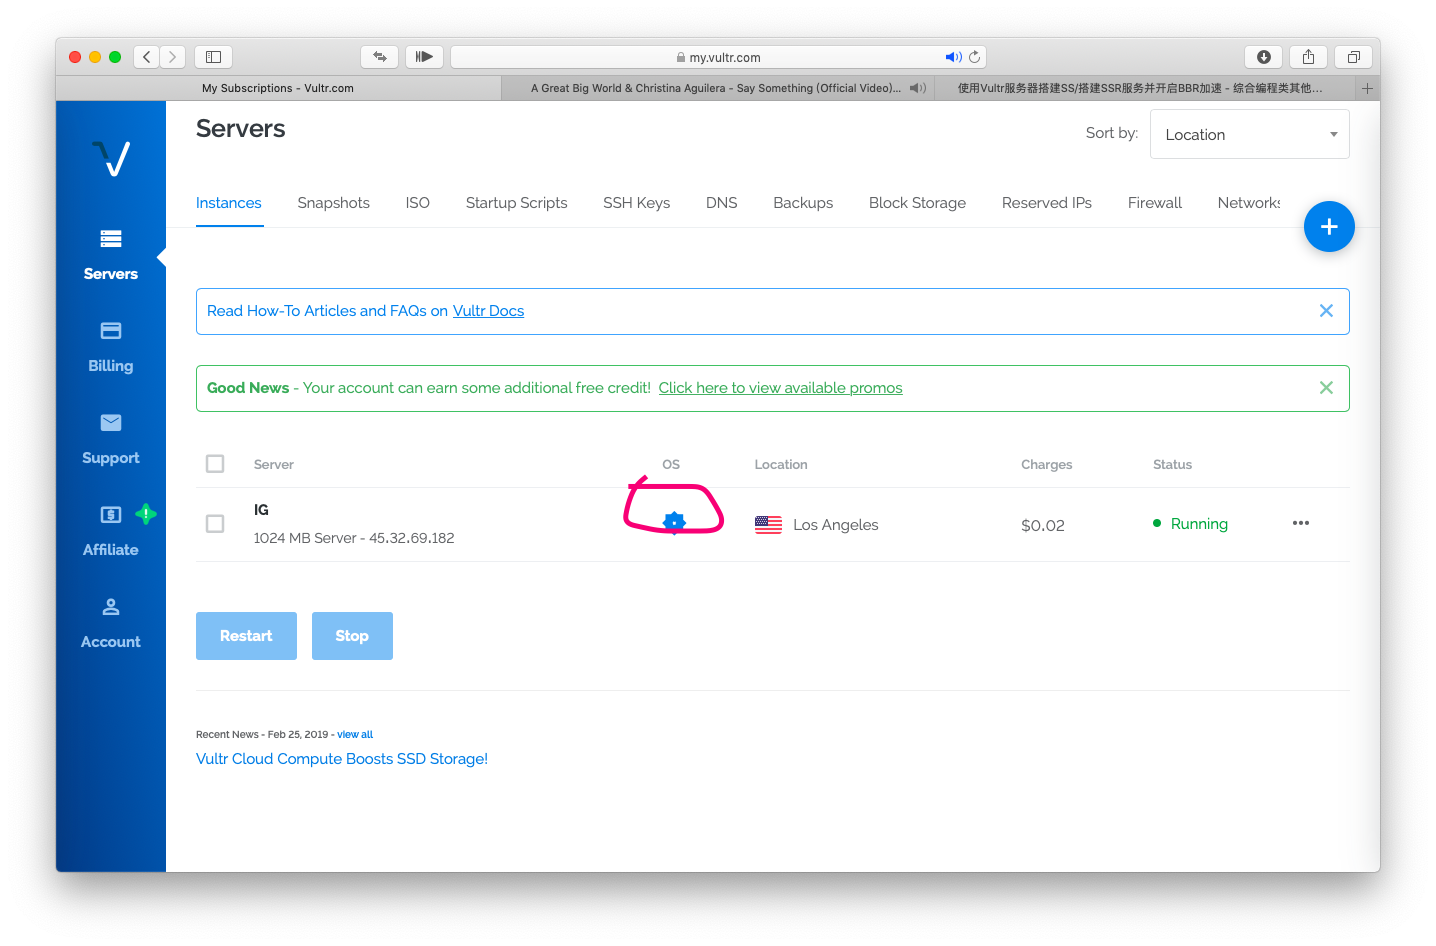 my.vultr.com
My Subscriptions - Vultr.com
A Great Big World & Christina Aguilera - Say Something (Official Video)...
使用Vultr服务器搭建SS/搭建SSR服务并开启BBR加速 - 综合编程类其他...
Servers
Sort by:
Location
Instances
Snapshots
ISO
Startup Scripts
SSH Keys
DNS
Backups
Block Storage
Reserved IPs
Firewall
Networks
Servers
Billing
Support
Affiliate
Account
Read How-To Articles and FAQs on Vultr Docs
Good News - Your account can earn some additional free credit! Click here to view available promos
Server
OS
Location
Charges
Status
IG
1024 MB Server - 45.32.69.182
Los Angeles
$0.02
Running
Restart
Stop
Recent News - Feb 25, 2019 - view all
Vultr Cloud Compute Boosts SSD Storage!